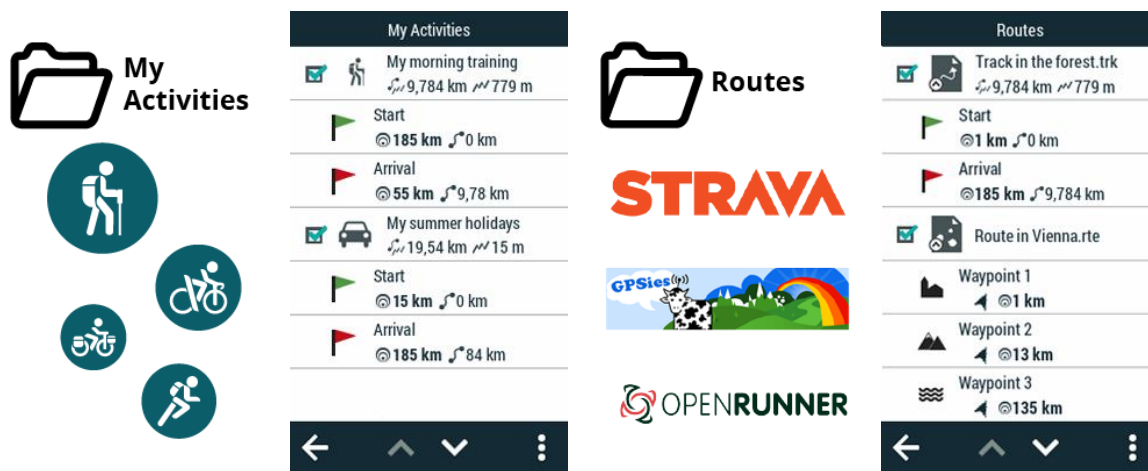 My
Activities
My Activities
My morning training
9,784 km 779 m
Start
185 km 0 km
Arrival
55 km 9,78 km
My summer holidays
19,54 km 15 m
Start
15 km 0 km
Arrival
185 km 84 km
Routes
STRAVA
GPSies
OPENRUNNER
Routes
Track in the forest.trk
9,784 km 779 m
Start
1 km 0 km
Arrival
185 km 9,784 km
Route in Vienna.rte
Waypoint 1
1 km
Waypoint 2
13 km
Waypoint 3
135 km